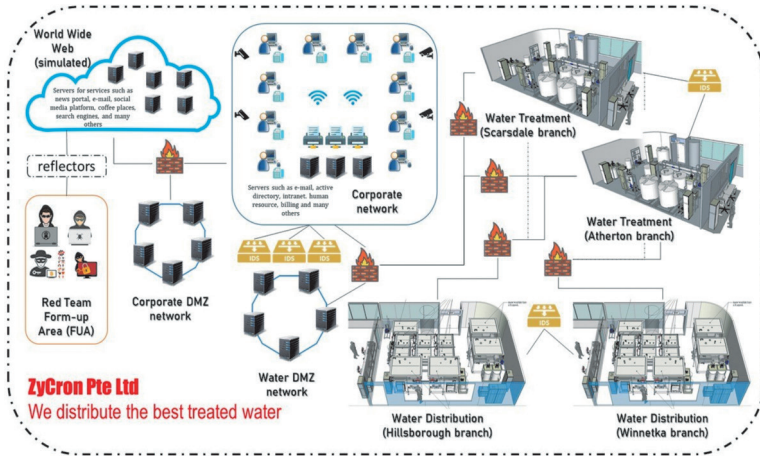 World Wide
Web
(simulated)
Servers for services such as
news portal, e-mail, social
media platform, coffee places,
search engines, and many
others
reflectors
Red Team
Form-up
Area (FUA)
Corporate DMZ
network
Servers such as e-mail, active
directory, intranet. human
resource, billing and many
others
Corporate
network
IDS
IDS
IDS
Water DMZ
network
Water Treatment
(Scarsdale branch)
IDS
Water Treatment
(Atherton branch)
IDS
Water Distribution
(Hillsborough branch)
Water Distribution
(Winnetka branch)
ZyCron Pte Ltd
We distribute the best treated water